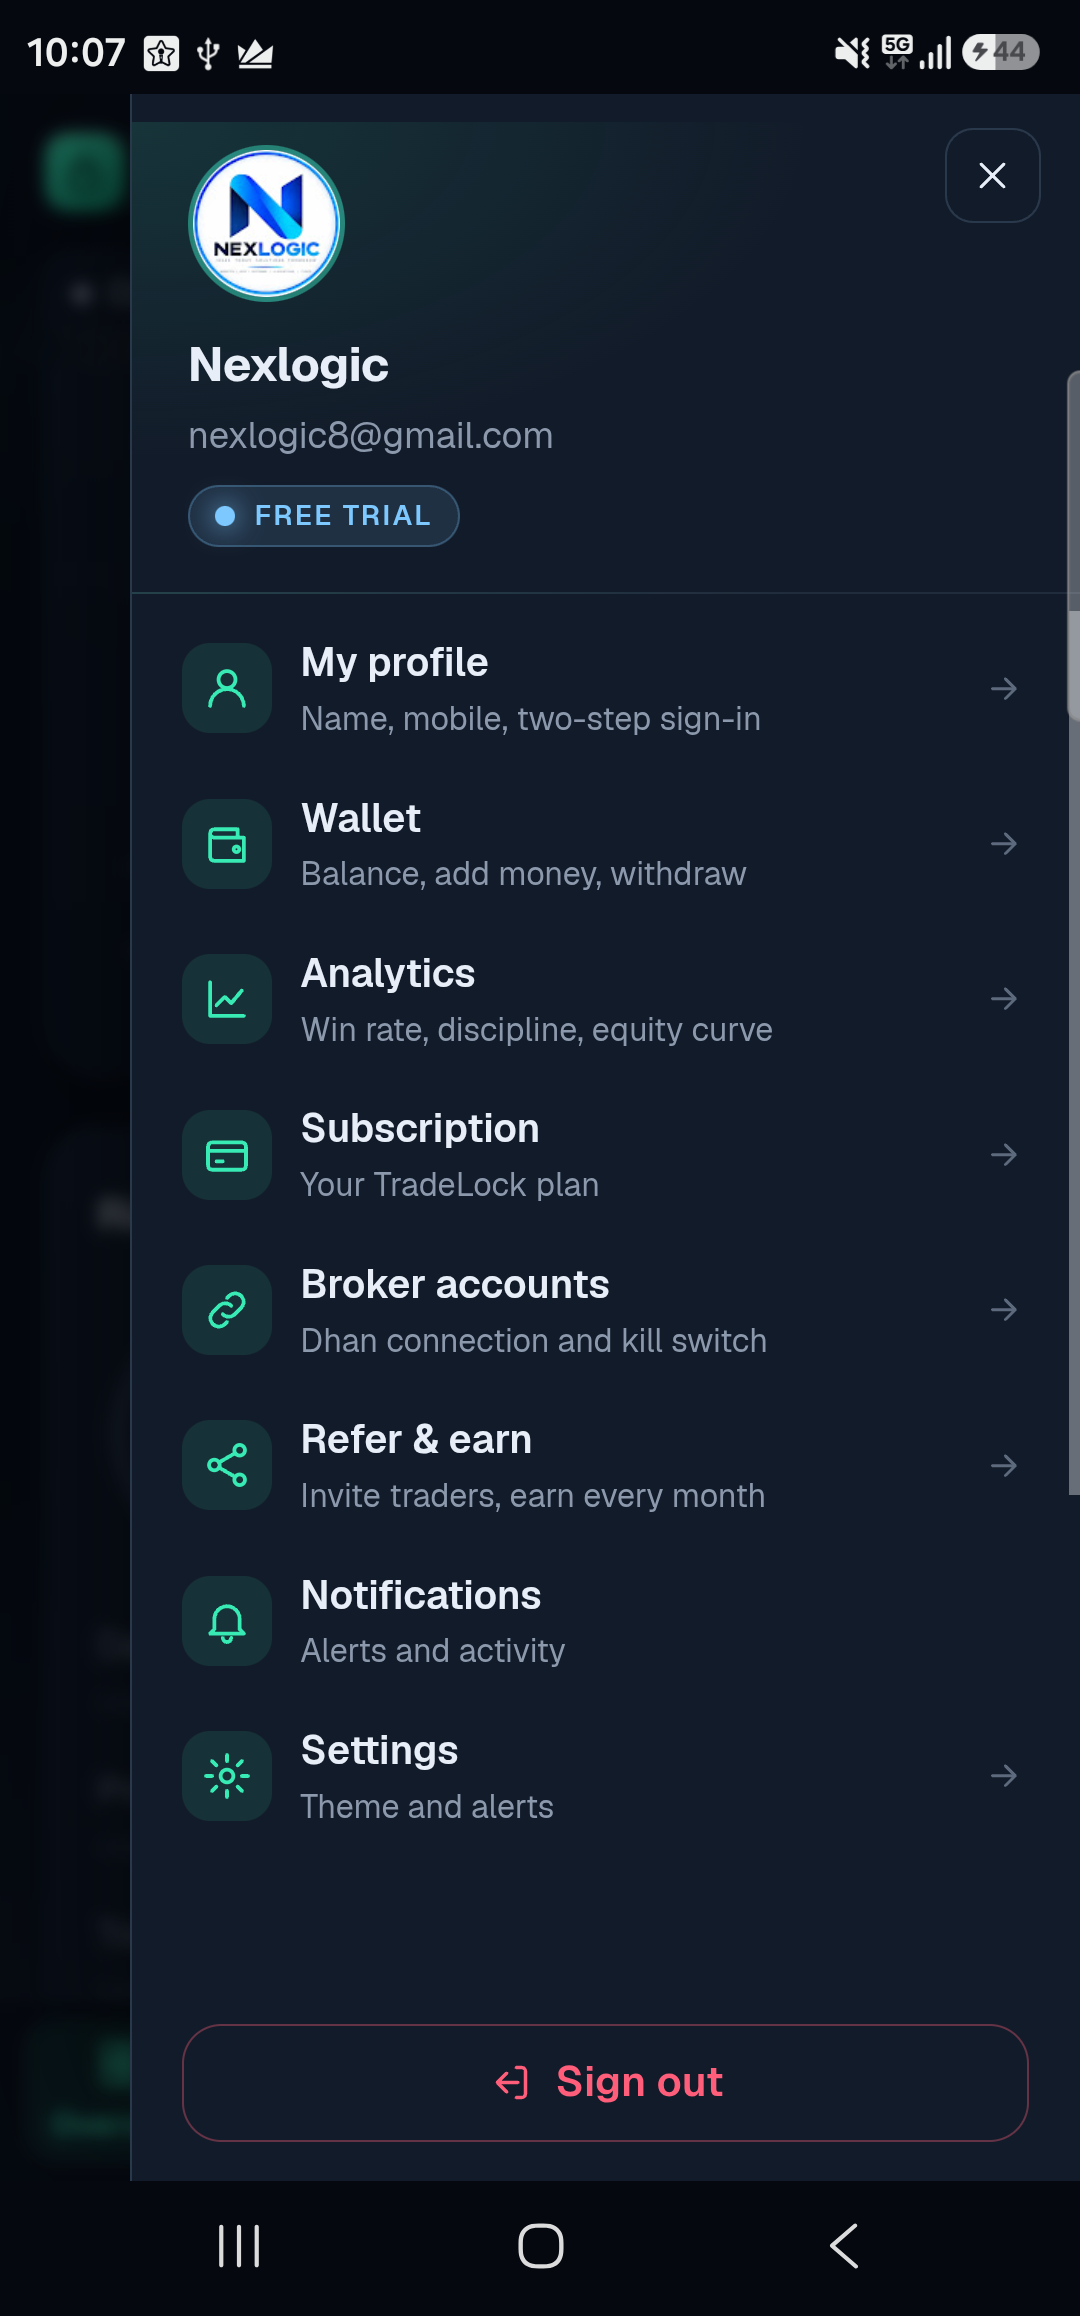 10:07
5G
44
NEXLOGIC
Nexlogic
nexlogic8@gmail.com
FREE TRIAL
My profile
Name, mobile, two-step sign-in
Wallet
Balance, add money, withdraw
Analytics
Win rate, discipline, equity curve
Subscription
Your TradeLock plan
Broker accounts
Dhan connection and kill switch
Refer & earn
Invite traders, earn every month
Notifications
Alerts and activity
Settings
Theme and alerts
Sign out